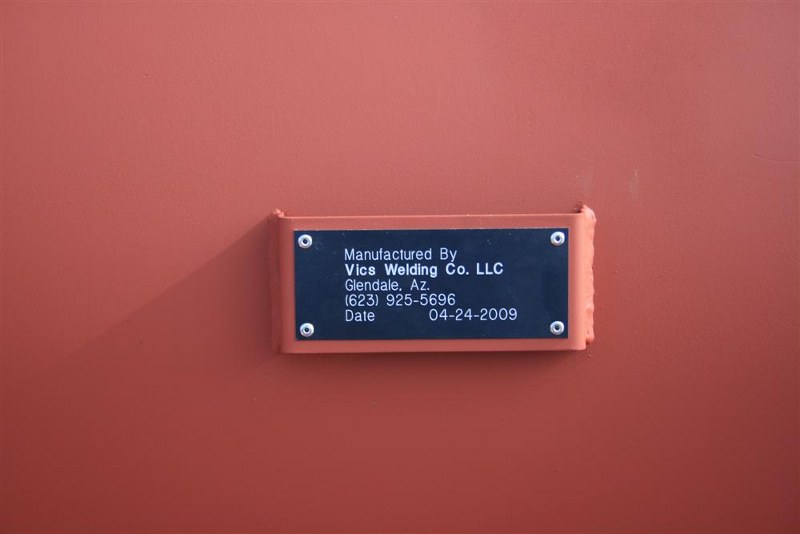 Manufactured By
Vics Welding Co. LLC
Glendale, Az.
(623) 925-5696
Date 04-24-2009